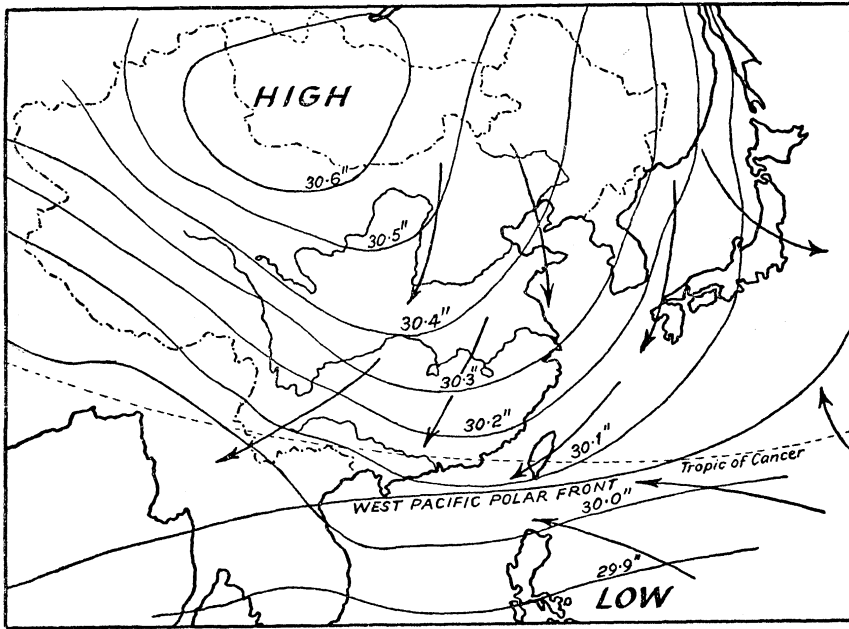 HIGH
30·6"
30·5"
30·4"
30·3"
30·2"
30·1"
Tropic of Cancer
WEST PACIFIC POLAR FRONT
30·0"
29·9"
LOW